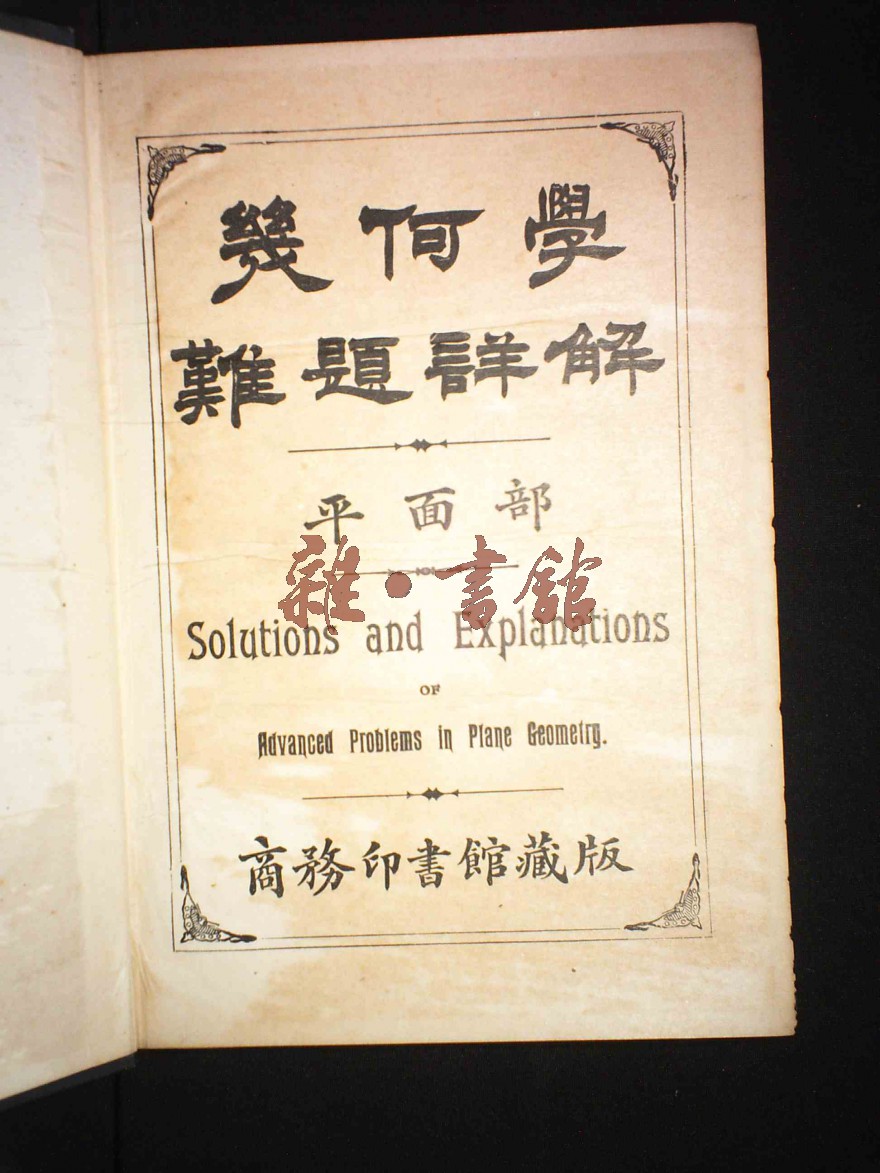 幾何學
難題詳解
平面部
雜·書館
Solutions and Explanations
OF
Advanced Problems in Plane Geometry.
商務印書館藏版